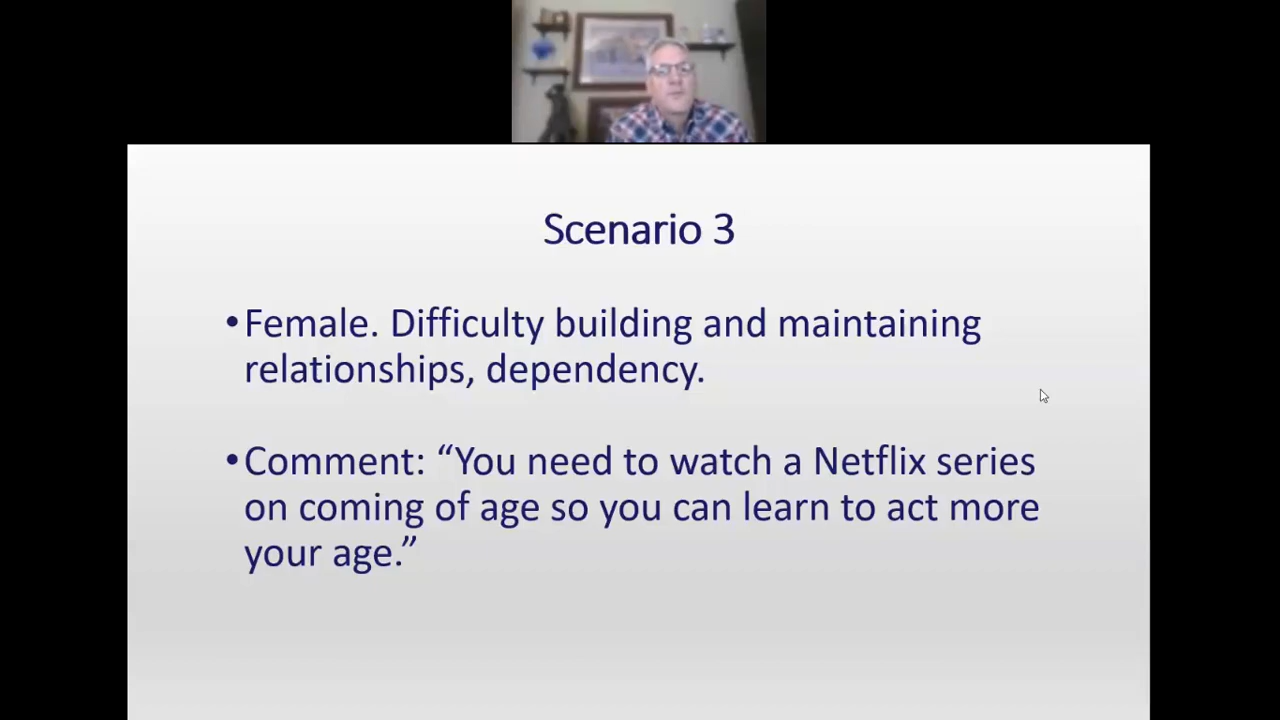 Scenario 3
•Female. Difficulty building and maintaining
relationships, dependency.
•Comment: “You need to watch a Netflix series
on coming of age so you can learn to act more
your age.”